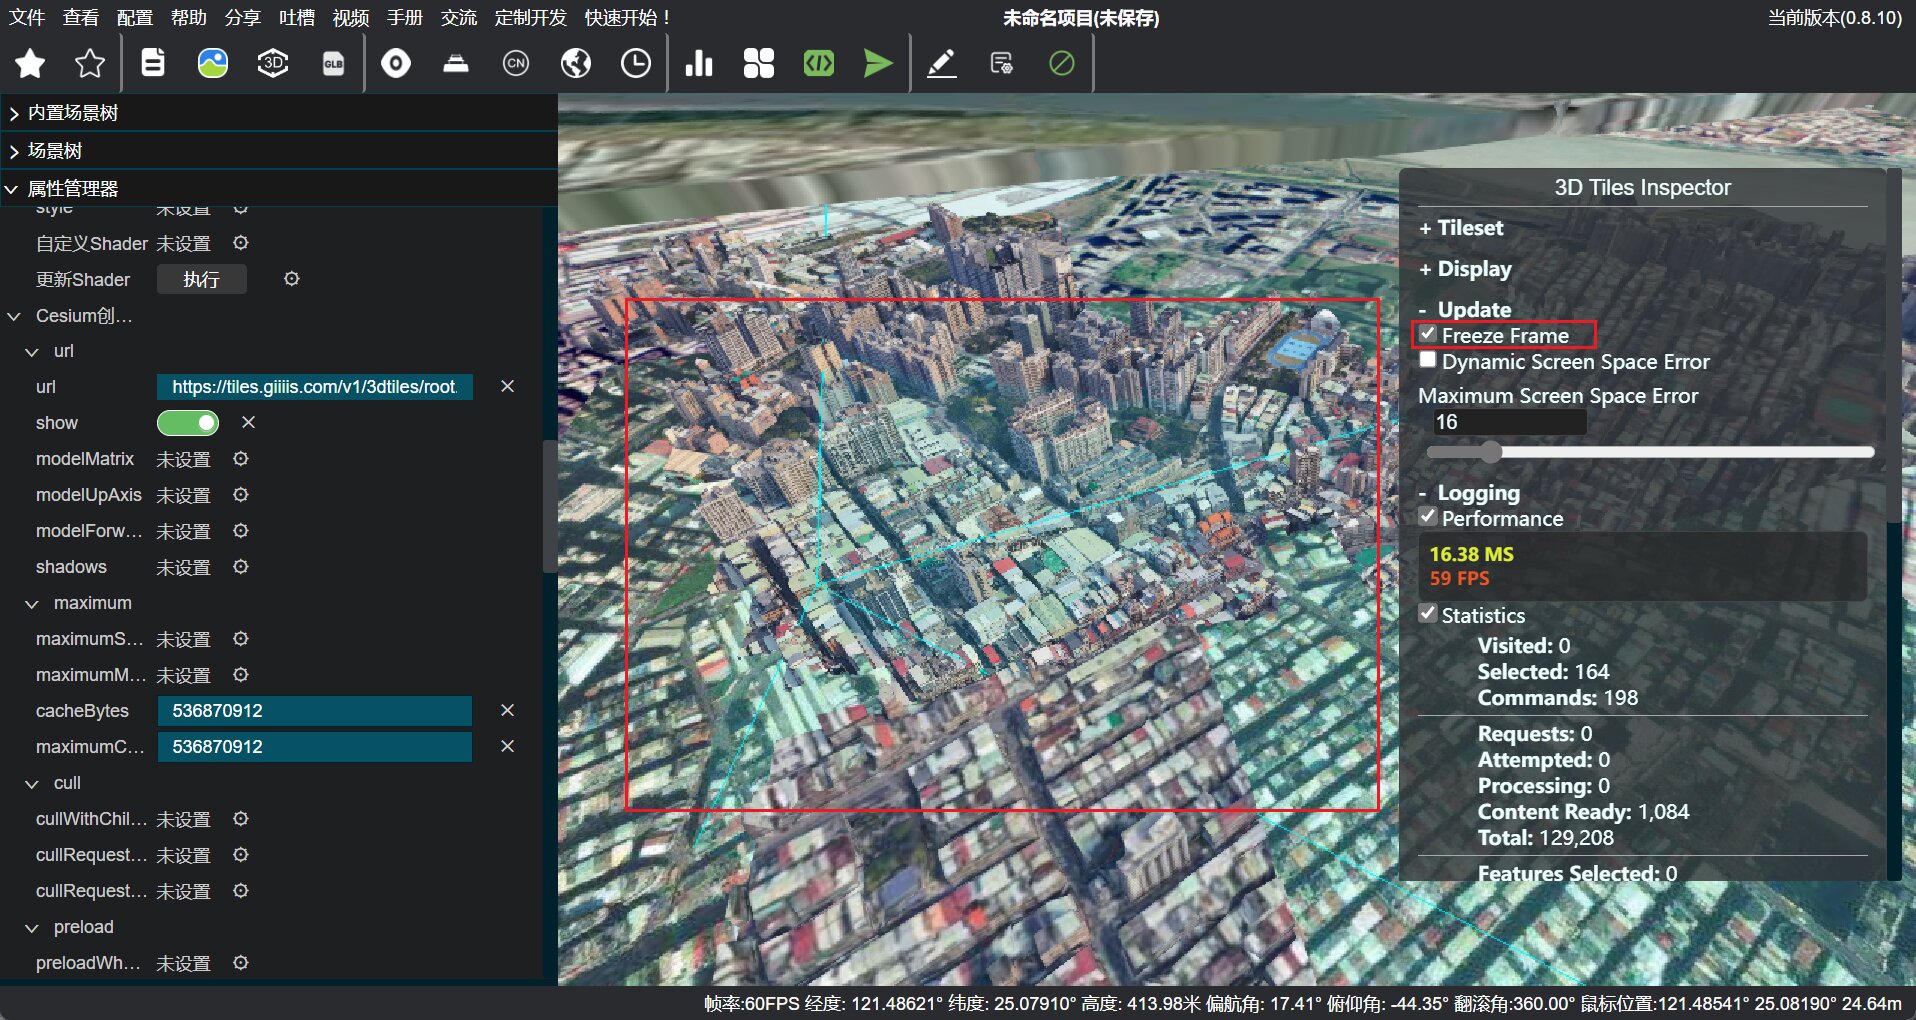 文件 查看 配置 帮助 分享 吐槽 视频 手册 交流 定制开发 快速开始！
未命名项目(未保存)
当前版本(0.8.10)
3D
GLB
CN
内置场景树
场景树
属性管理器
style 未设置
自定义Shader 未设置
更新Shader 执行
Cesium创...
url
url https://tiles.giiiis.com/v1/3dtiles/root.
show
modelMatrix 未设置
modelUpAxis 未设置
modelForw... 未设置
shadows 未设置
maximum
maximumS... 未设置
maximumM... 未设置
cacheBytes 536870912
maximumC... 536870912
cull
cullWithChil... 未设置
cullRequest... 未设置
cullRequest... 未设置
preload
preloadWh... 未设置
3D Tiles Inspector
+ Tileset
+ Display
- Update
Freeze Frame
Dynamic Screen Space Error
Maximum Screen Space Error
16
- Logging
Performance
16.38 MS
59 FPS
Statistics
Visited: 0
Selected: 164
Commands: 198
Requests: 0
Attempted: 0
Processing: 0
Content Ready: 1,084
Total: 129,208
Features Selected: 0
帧率:60FPS 经度: 121.48621° 纬度: 25.07910° 高度: 413.98米 偏航角: 17.41° 俯仰角: -44.35° 翻滚角:360.00° 鼠标位置:121.48541° 25.08190° 24.64m